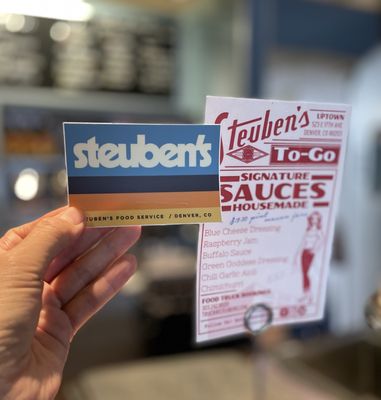 steuben's
STEUBEN'S FOOD SERVICE / DENVER, CO
Steuben's
UPTOWN
523 E 17TH AVE
DENVER, CO 80203
To-Go
SIGNATURE
SAUCES
HOUSEMADE
Blue Cheese Dressing
Raspberry Jam
Buffalo Sauce
Green Goddess Dressing
Chili Garlic Aioli
Chimichurri
FOOD TRUCK BOOKINGS